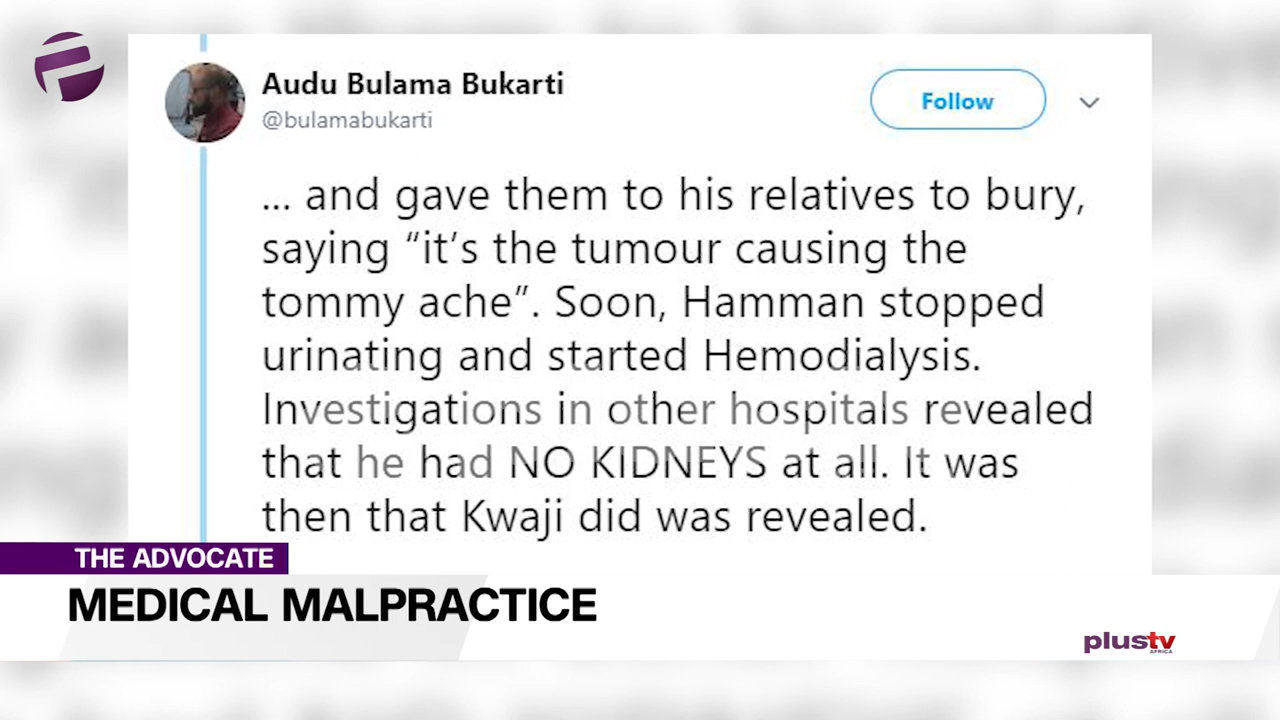 Audu Bulama Bukarti
@bulamabukarti
Follow
... and gave them to his relatives to bury,
saying “it’s the tumour causing the
tommy ache”. Soon, Hamman stopped
urinating and started Hemodialysis.
Investigations in other hospitals revealed
that he had NO KIDNEYS at all. It was
then that Kwaji did was revealed.
THE ADVOCATE
MEDICAL MALPRACTICE
plustv
AFRICA